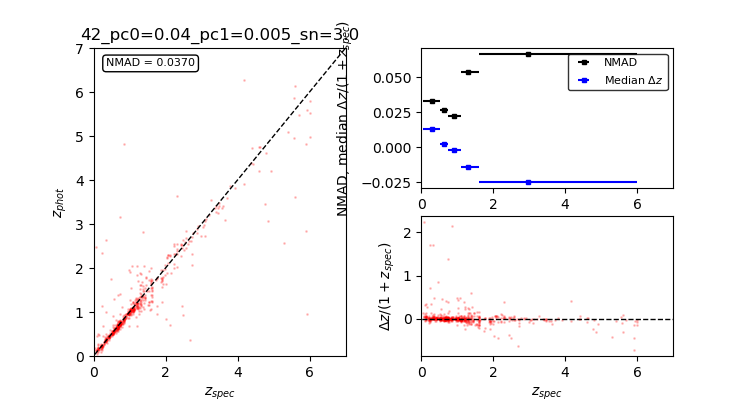 42_pc0=0.04_pc1=0.005_sn=3.0
NMAD = 0.0370
7
6
5
4
3
2
1
0
z_phot
0 2 4 6
z_spec
NMAD, median Δz/(1 + z_spec)
0.050
0.025
0.000
−0.025
NMAD
Median Δz
0 2 4 6
Δz/(1 + z_spec)
2
1
0
0 2 4 6
z_spec